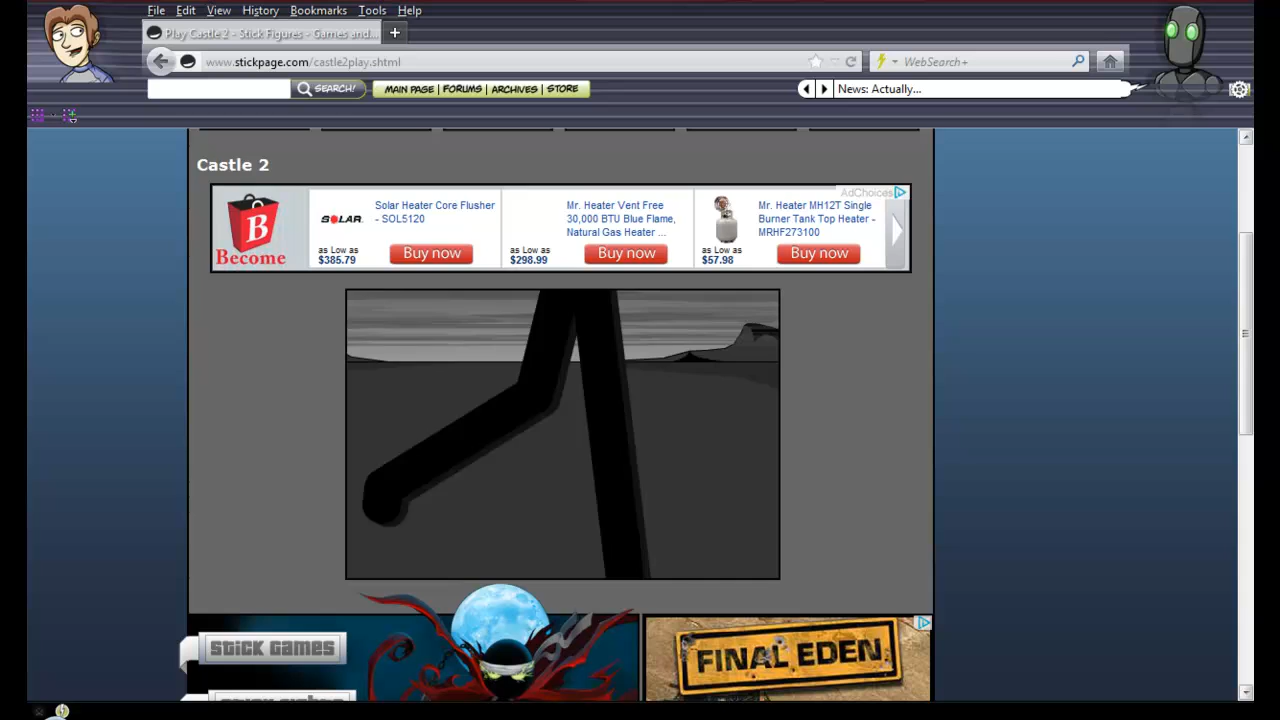 File Edit View History Bookmarks Tools Help
Play Castle 2 - Stick Figures - Games and...
www.stickpage.com/castle2play.shtml
WebSearch+
SEARCH!
MAIN PAGE | FORUMS | ARCHIVES | STORE
News: Actually...
Castle 2
AdChoices
B
Become
SOLAR
Solar Heater Core Flusher
- SOL5120
as Low as
$385.79
Buy now
Mr. Heater Vent Free
30,000 BTU Blue Flame,
Natural Gas Heater ...
as Low as
$298.99
Buy now
Mr. Heater MH12T Single
Burner Tank Top Heater -
MRHF273100
as Low as
$57.98
Buy now
STICK GAMES
FINAL EDEN